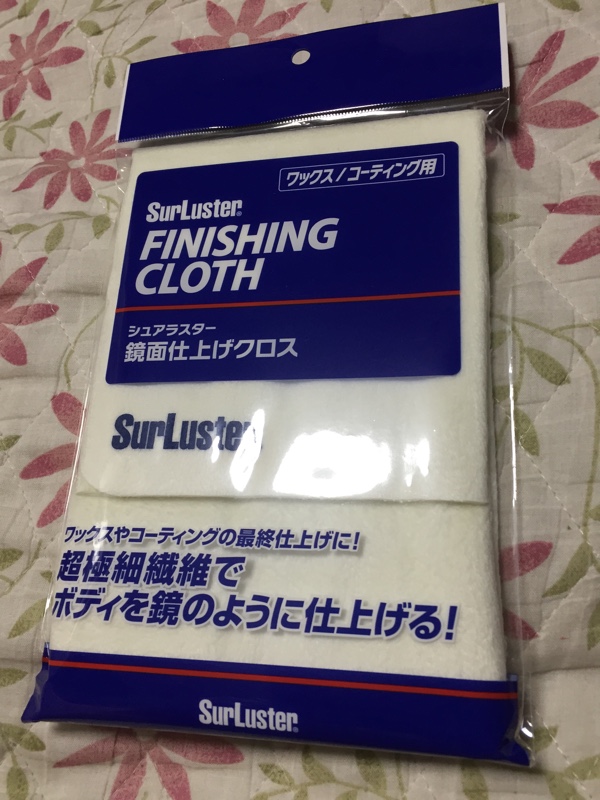 ワックス/コーティング用
SurLuster®
FINISHING
CLOTH
シュアラスター
鏡面仕上げクロス
SurLuster
ワックスやコーティングの最終仕上げに!
超極細繊維で
ボディを鏡のように仕上げる!
SurLuster®